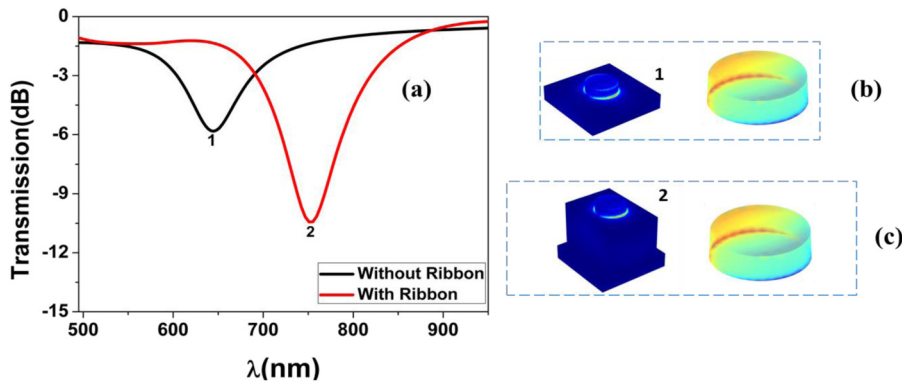 0
-3
-6
-9
-12
-15
Transmission(dB)
(a)
1
2
Without Ribbon
With Ribbon
500
600
700
800
900
λ(nm)
1
(b)
2
(c)